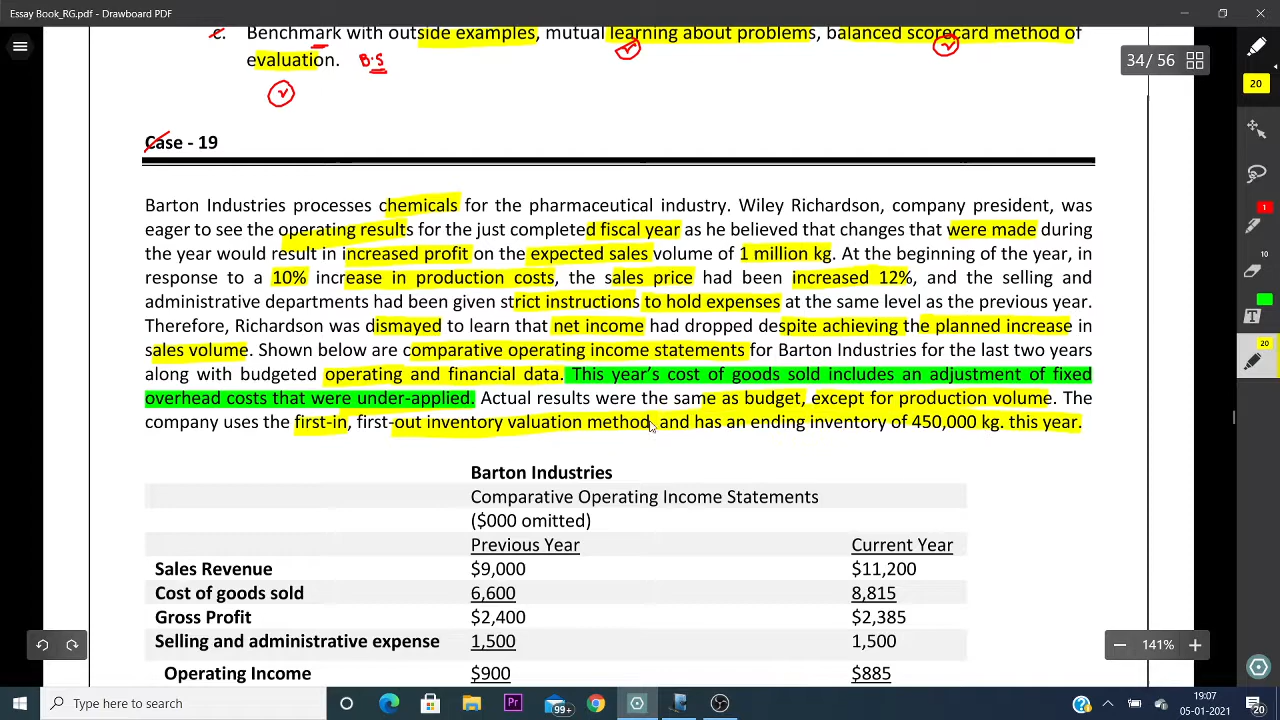 Essay Book_RG.pdf - Drawboard PDF
c. Benchmark with outside examples, mutual learning about problems, balanced scorecard method of
evaluation. B.S
34/56
20
10
1
20
Case - 19
Barton Industries processes chemicals for the pharmaceutical industry. Wiley Richardson, company president, was
eager to see the operating results for the just completed fiscal year as he believed that changes that were made during
the year would result in increased profit on the expected sales volume of 1 million kg. At the beginning of the year, in
response to a 10% increase in production costs, the sales price had been increased 12%, and the selling and
administrative departments had been given strict instructions to hold expenses at the same level as the previous year.
Therefore, Richardson was dismayed to learn that net income had dropped despite achieving the planned increase in
sales volume. Shown below are comparative operating income statements for Barton Industries for the last two years
along with budgeted operating and financial data. This year's cost of goods sold includes an adjustment of fixed
overhead costs that were under-applied. Actual results were the same as budget, except for production volume. The
company uses the first-in, first-out inventory valuation method and has an ending inventory of 450,000 kg. this year.
Barton Industries
Comparative Operating Income Statements
($000 omitted)
Previous Year Current Year
Sales Revenue $9,000 $11,200
Cost of goods sold 6,600 8,815
Gross Profit $2,400 $2,385
Selling and administrative expense 1,500 1,500
Operating Income $900 $885
141%
Type here to search
Pr
99+
19:07
05-01-2021
20